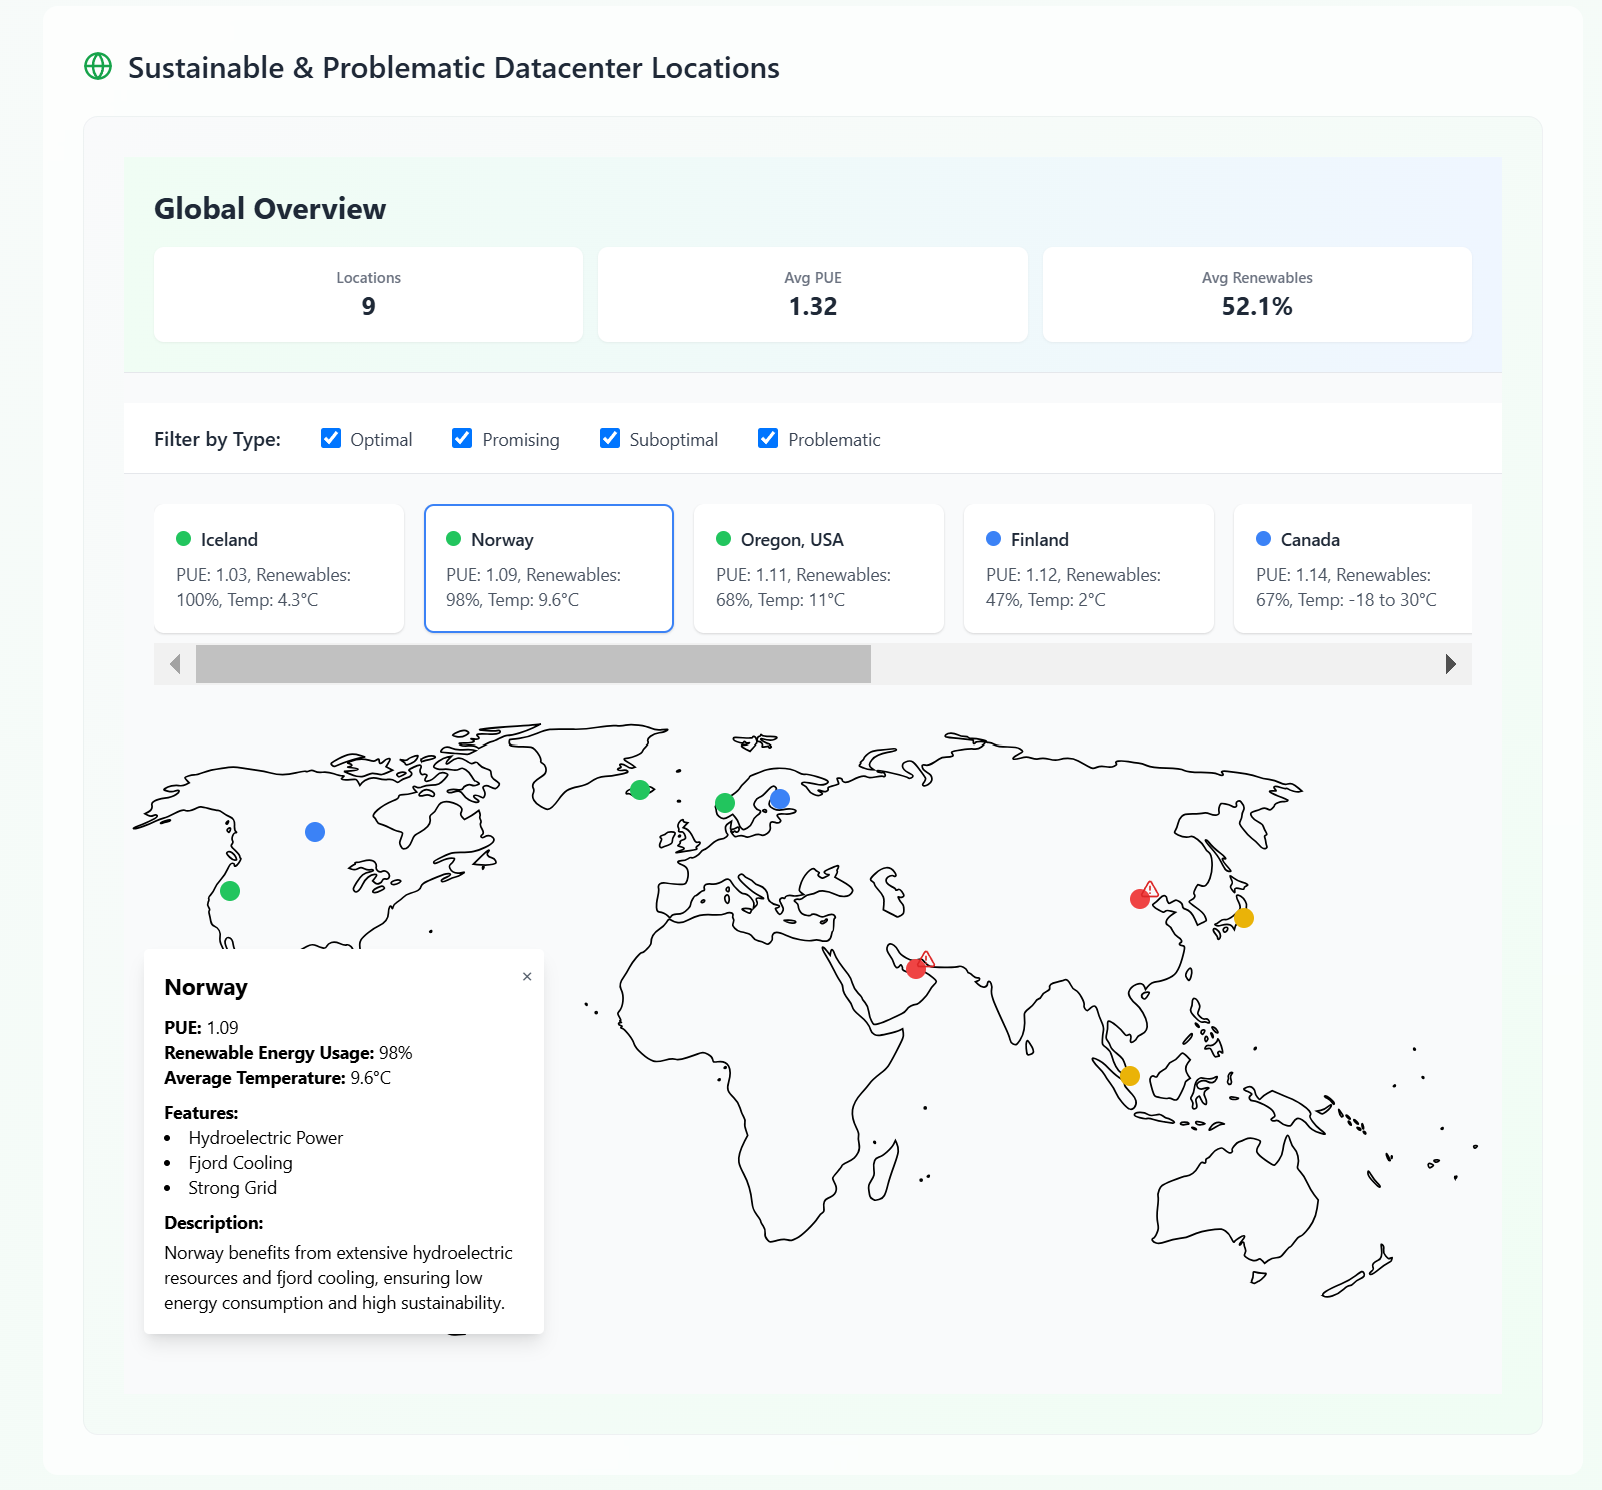 Sustainable & Problematic Datacenter Locations
Global Overview
Locations
9
Avg PUE
1.32
Avg Renewables
52.1%
Filter by Type:
Optimal
Promising
Suboptimal
Problematic
Iceland
PUE: 1.03, Renewables:
100%, Temp: 4.3°C
Norway
PUE: 1.09, Renewables:
98%, Temp: 9.6°C
Oregon, USA
PUE: 1.11, Renewables:
68%, Temp: 11°C
Finland
PUE: 1.12, Renewables:
47%, Temp: 2°C
Canada
PUE: 1.14, Renewables:
67%, Temp: -18 to 30°C
Norway
×
PUE: 1.09
Renewable Energy Usage: 98%
Average Temperature: 9.6°C
Features:
• Hydroelectric Power
• Fjord Cooling
• Strong Grid
Description:
Norway benefits from extensive hydroelectric
resources and fjord cooling, ensuring low
energy consumption and high sustainability.